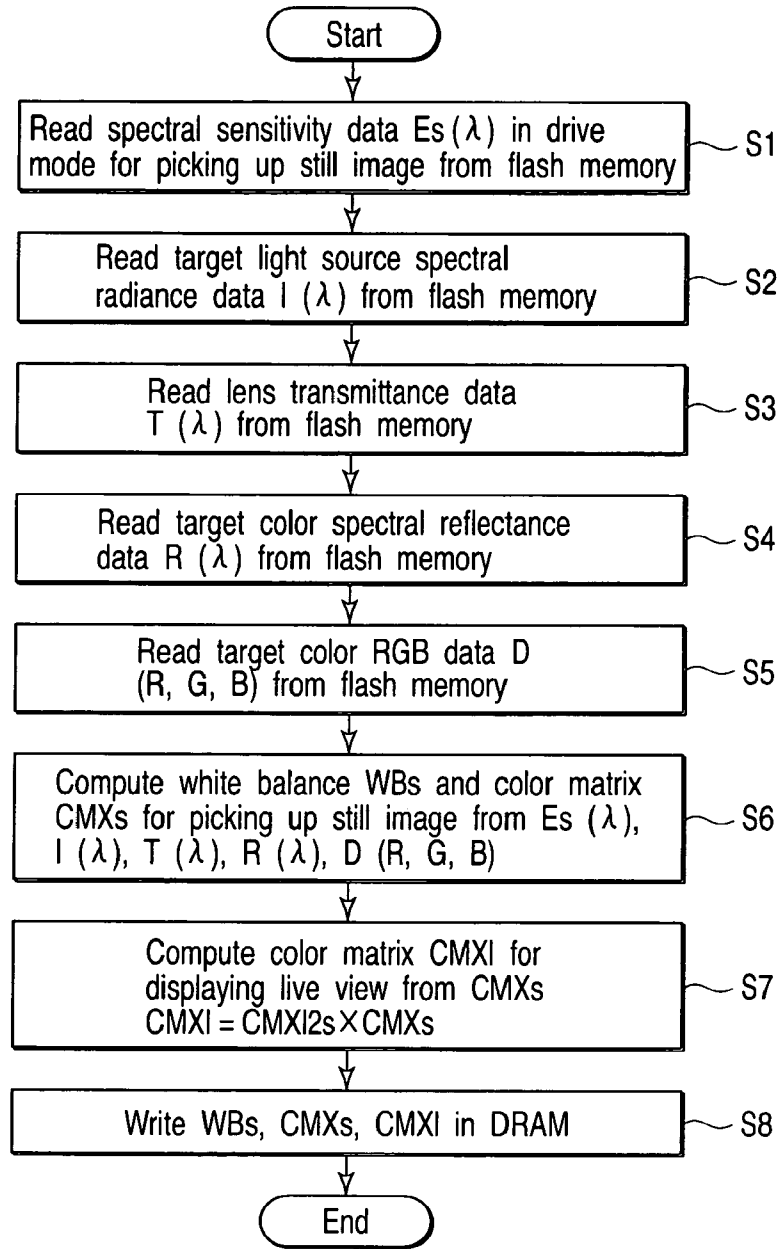 Start
Read spectral sensitivity data Es(λ) in drive
mode for picking up still image from flash memory
S1
Read target light source spectral
radiance data I (λ) from flash memory
S2
Read lens transmittance data
T (λ) from flash memory
S3
Read target color spectral reflectance
data R (λ) from flash memory
S4
Read target color RGB data D
(R, G, B) from flash memory
S5
Compute white balance WBs and color matrix
CMXs for picking up still image from Es (λ),
I (λ), T (λ), R (λ), D (R, G, B)
S6
Compute color matrix CMXl for
displaying live view from CMXs
CMXl = CMXl2s×CMXs
S7
Write WBs, CMXs, CMXl in DRAM
S8
End